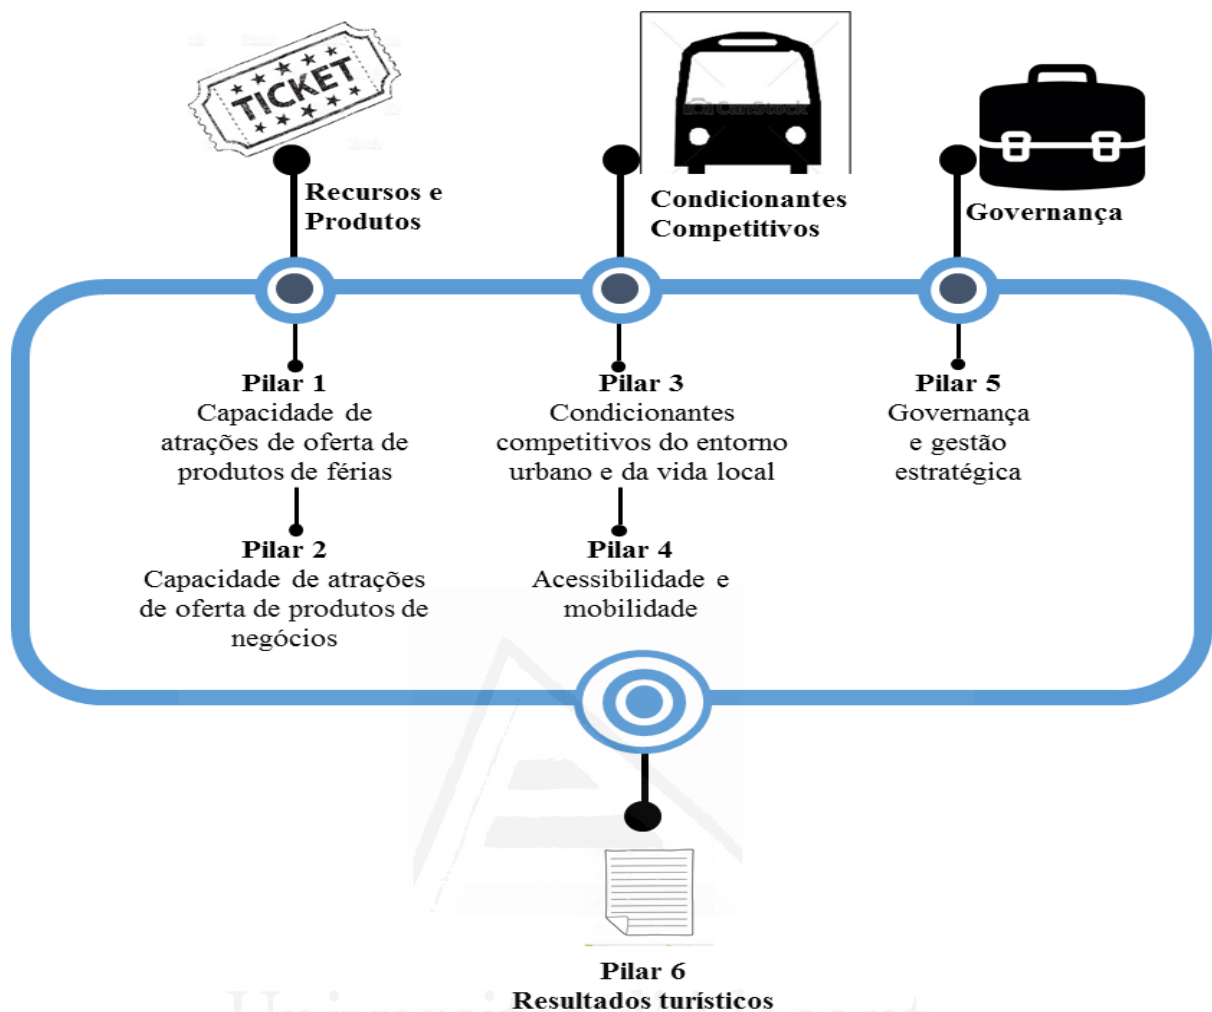 TICKET
CanStock
Recursos e
Produtos
Condicionantes
Competitivos
Governança
Pilar 1
Capacidade de
atrações de oferta de
produtos de férias
Pilar 2
Capacidade de atrações
de oferta de produtos de
negócios
Pilar 3
Condicionantes
competitivos do entorno
urbano e da vida local
Pilar 4
Acessibilidade e
mobilidade
Pilar 5
Governança
e gestão
estratégica
Pilar 6
Resultados turísticos